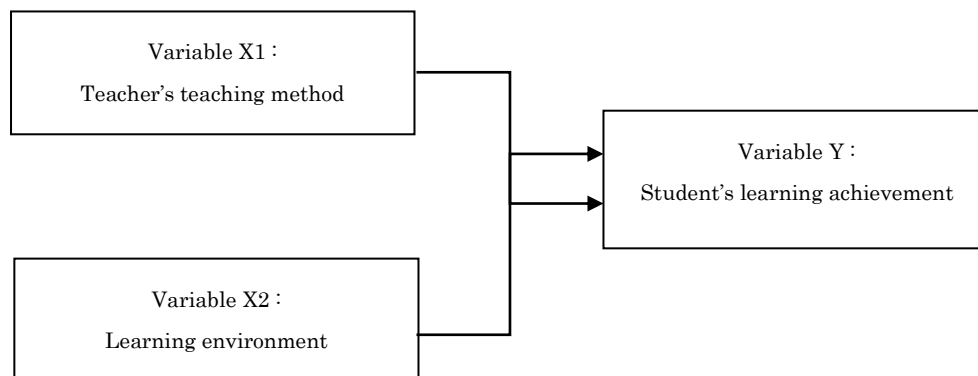 Variable X1 :
Teacher’s teaching method
Variable Y :
Student’s learning achievement
Variable X2 :
Learning environment